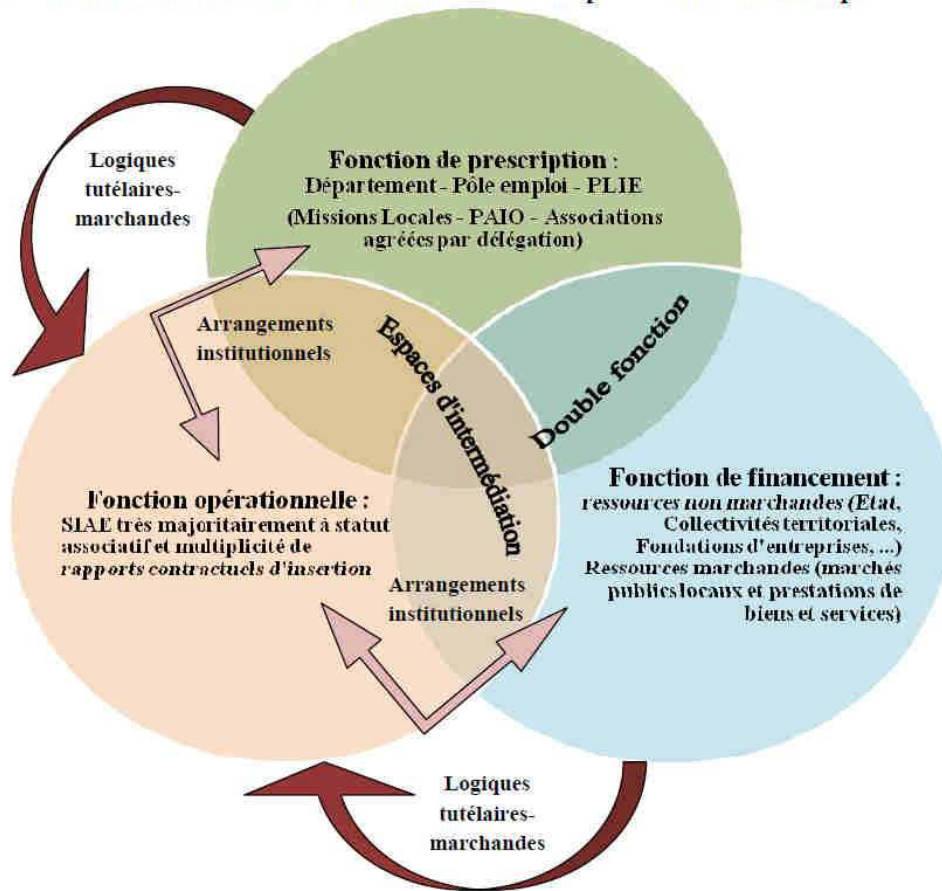 Logiques
tutélaires-
marchandes
Fonction de prescription :
Département - Pôle emploi - PLIE
(Missions Locales - PAIO - Associations
agréées par délégation)
Arrangements
institutionnels
Espaces d'intermédiation
Double fonction
Fonction opérationnelle :
SIAE très majoritairement à statut
associatif et multiplicité de
rapports contractuels d'insertion
Fonction de financement :
ressources non marchandes (Etat,
Collectivités territoriales,
Fondations d'entreprises, ...)
Ressources marchandes (marchés
publics locaux et prestations de
biens et services)
Arrangements
institutionnels
Logiques
tutélaires-
marchandes